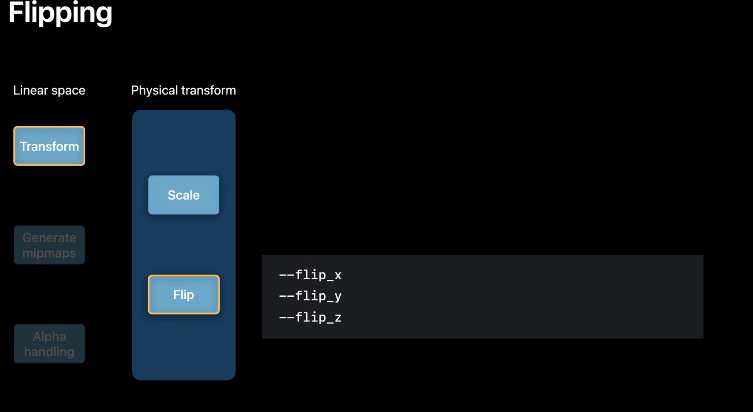 Flipping
Linear space
Physical transform
Transform
Scale
Generate
mipmaps
Flip
--flip_x
--flip_y
--flip_z
Alpha
handling